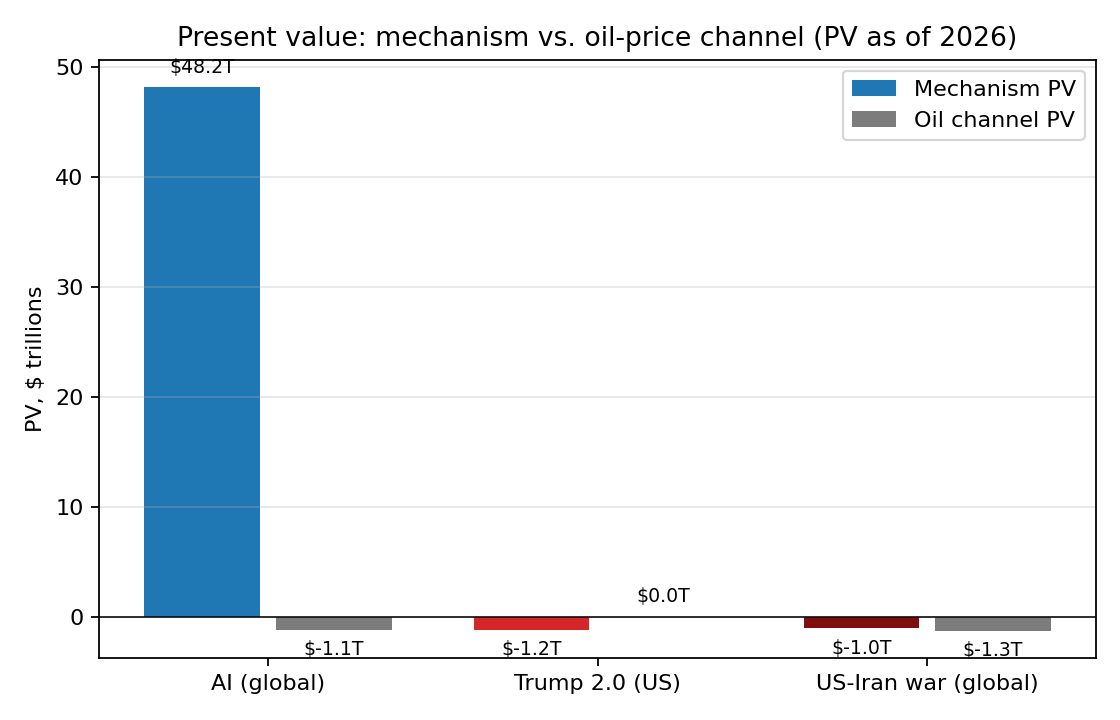 Present value: mechanism vs. oil-price channel (PV as of 2026)
50
40
30
20
10
0
PV, $ trillions
$48.2T
$-1.1T
$-1.2T
$0.0T
$-1.0T
$-1.3T
Mechanism PV
Oil channel PV
AI (global)
Trump 2.0 (US)
US-Iran war (global)